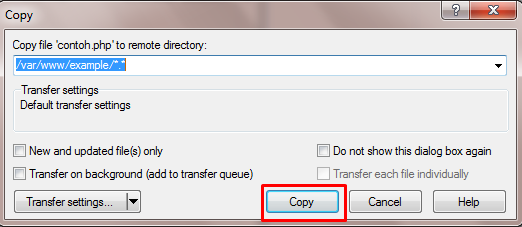 Copy
Copy file 'contoh.php' to remote directory:
/var/www/example/*.*
Transfer settings
Default transfer settings
New and updated file(s) only
Do not show this dialog box again
Transfer on background (add to transfer queue)
Transfer each file individually
Transfer settings...
Copy
Cancel
Help